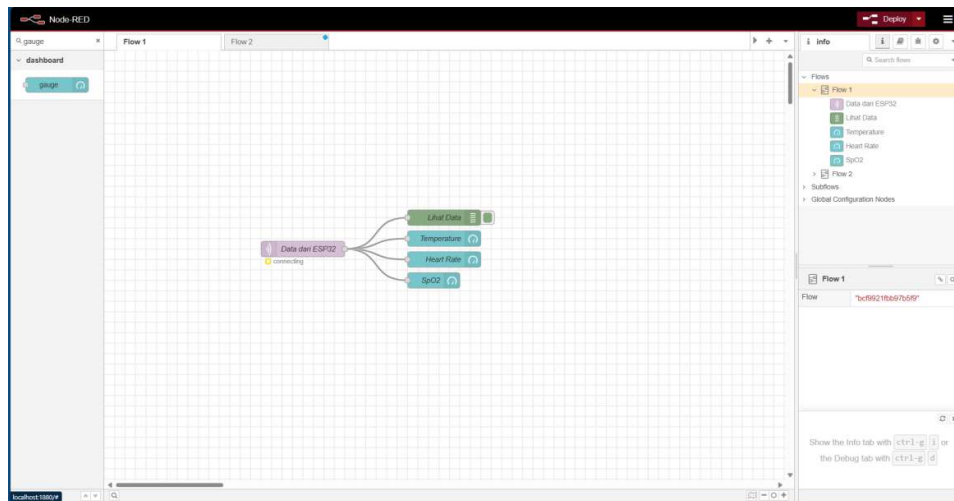 Node-RED
Deploy
gauge
Flow 1
Flow 2
info
dashboard
Search flows
gauge
Flows
Flow 1
Data dari ESP32
Lihat Data
Temperature
Heart Rate
SpO2
Flow 2
Subflows
Global Configuration Nodes
Lihat Data
Temperature
Data dari ESP32
Heart Rate
connecting
SpO2
Flow 1
Flow
"bcf9921fbb97b5f9"
Show the Info tab with ctrl-g i or
the Debug tab with ctrl-g d
localhost:1880/#